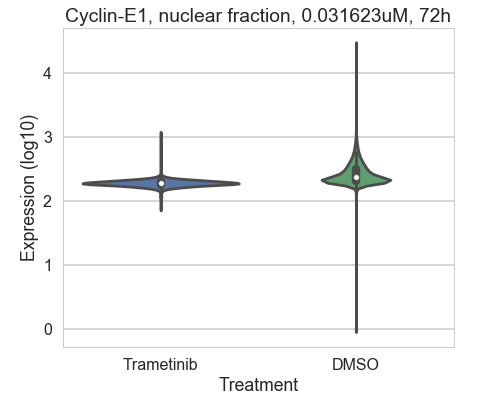 Cyclin-E1, nuclear fraction, 0.031623uM, 72h
Expression (log10)
4
3
2
1
0
Trametinib
DMSO
Treatment